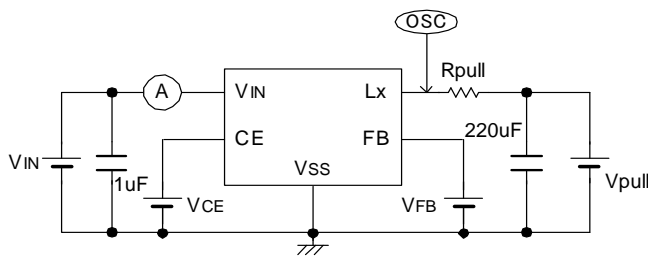 OSC
Rpull
A
VIN
Lx
CE
FB
220uF
VIN
VSS
1uF
VCE
VFB
Vpull